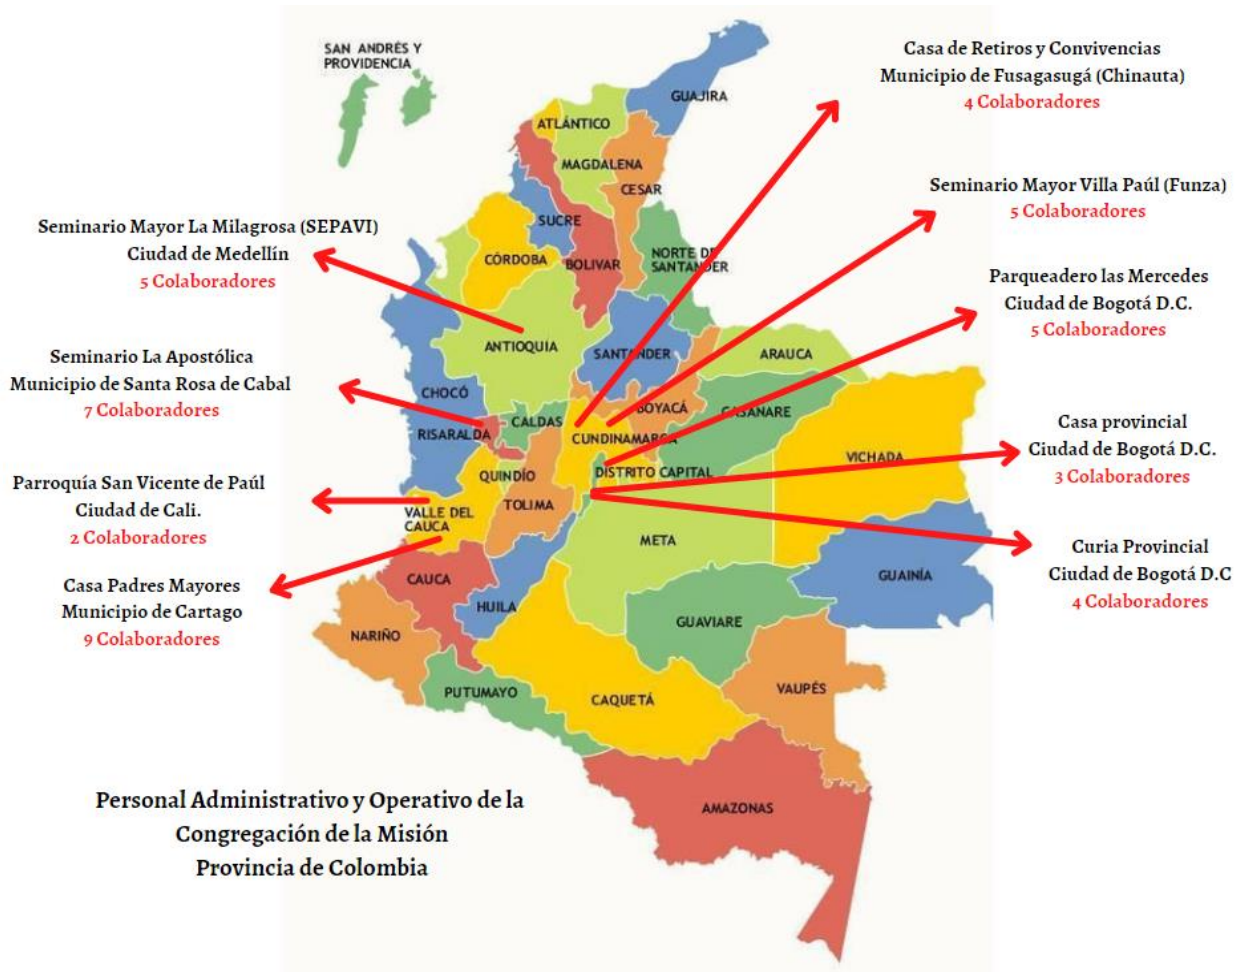 SAN ANDRÉS Y
PROVIDENCIA
GUAJIRA
ATLÁNTICO
MAGDALENA
CESAR
SUCRE
CÓRDOBA
BOLIVAR
NORTE DE
SANTANDER
ANTIOQUIA
SANTANDER
ARAUCA
CHOCÓ
BOYACÁ
CASANARE
CALDAS
RISARALDA
CUNDINAMARCA
VICHADA
QUINDÍO
DISTRITO CAPITAL
TOLIMA
VALLE DEL
CAUCA
META
GUAINÍA
CAUCA
HUILA
GUAVIARE
NARIÑO
PUTUMAYO
CAQUETÁ
VAUPÉS
AMAZONAS
Casa de Retiros y Convivencias
Municipio de Fusagasugá (Chinauta)
4 Colaboradores
Seminario Mayor Villa Paúl (Funza)
5 Colaboradores
Parqueadero las Mercedes
Ciudad de Bogotá D.C.
5 Colaboradores
Casa provincial
Ciudad de Bogotá D.C.
3 Colaboradores
Curia Provincial
Ciudad de Bogotá D.C
4 Colaboradores
Seminario Mayor La Milagrosa (SEPAVI)
Ciudad de Medellín
5 Colaboradores
Seminario La Apostólica
Municipio de Santa Rosa de Cabal
7 Colaboradores
Parroquía San Vicente de Paúl
Ciudad de Cali.
2 Colaboradores
Casa Padres Mayores
Municipio de Cartago
9 Colaboradores
Personal Administrativo y Operativo de la
Congregación de la Misión
Provincia de Colombia